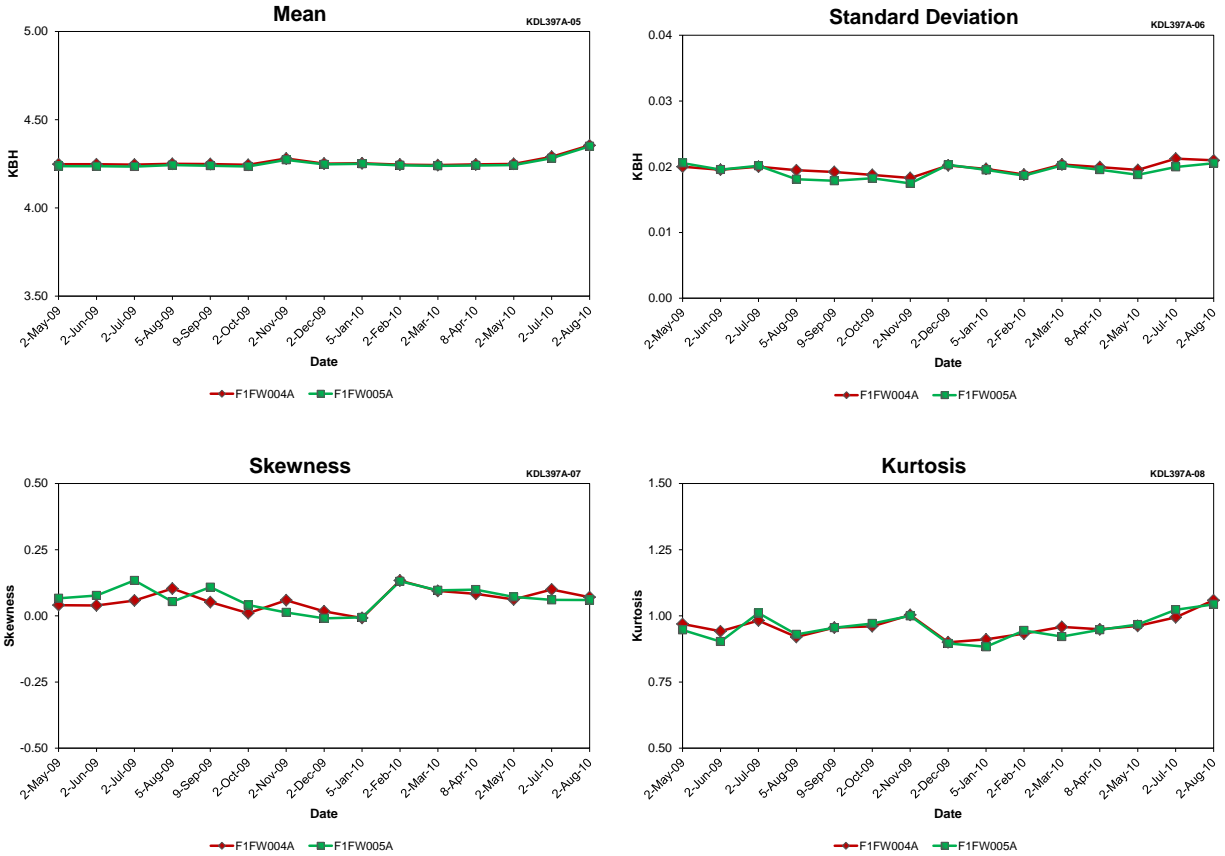 Mean
KDL397A-05
5.00
4.50
4.00
3.50
KBH
2-May-09
2-Jun-09
2-Jul-09
5-Aug-09
9-Sep-09
2-Oct-09
2-Nov-09
2-Dec-09
5-Jan-10
2-Feb-10
2-Mar-10
8-Apr-10
2-May-10
2-Jul-10
2-Aug-10
Date
F1FW004A F1FW005A
Standard Deviation
KDL397A-06
0.04
0.03
0.02
0.01
0.00
KBH
2-May-09
2-Jun-09
2-Jul-09
5-Aug-09
9-Sep-09
2-Oct-09
2-Nov-09
2-Dec-09
5-Jan-10
2-Feb-10
2-Mar-10
8-Apr-10
2-May-10
2-Jul-10
2-Aug-10
Date
F1FW004A F1FW005A
Skewness
KDL397A-07
0.50
0.25
0.00
-0.25
-0.50
Skewness
2-May-09
2-Jun-09
2-Jul-09
5-Aug-09
9-Sep-09
2-Oct-09
2-Nov-09
2-Dec-09
5-Jan-10
2-Feb-10
2-Mar-10
8-Apr-10
2-May-10
2-Jul-10
2-Aug-10
Date
F1FW004A F1FW005A
Kurtosis
KDL397A-08
1.50
1.25
1.00
0.75
0.50
Kurtosis
2-May-09
2-Jun-09
2-Jul-09
5-Aug-09
9-Sep-09
2-Oct-09
2-Nov-09
2-Dec-09
5-Jan-10
2-Feb-10
2-Mar-10
8-Apr-10
2-May-10
2-Jul-10
2-Aug-10
Date
F1FW004A F1FW005A